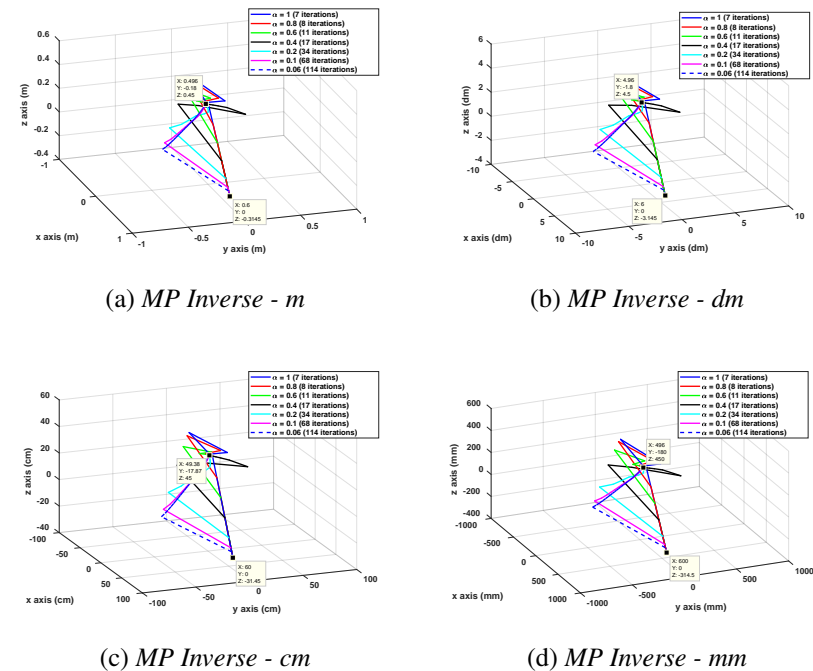 α = 1 (7 iterations)
α = 0.8 (8 iterations)
α = 0.6 (11 iterations)
α = 0.4 (17 iterations)
α = 0.2 (34 iterations)
α = 0.1 (68 iterations)
α = 0.06 (114 iterations)
0.6
0.4
0.2
0
-0.2
-0.4
z axis (m)
X: 0.496
Y: -0.18
Z: 0.45
X: 0.6
Y: 0
Z: -0.3145
-1
0
1
x axis (m)
-1
-0.5
0
0.5
1
y axis (m)
(a) MP Inverse - m
α = 1 (7 iterations)
α = 0.8 (8 iterations)
α = 0.6 (11 iterations)
α = 0.4 (17 iterations)
α = 0.2 (34 iterations)
α = 0.1 (68 iterations)
α = 0.06 (114 iterations)
6
4
2
0
-2
-4
z axis (dm)
X: 4.96
Y: -1.8
Z: 4.5
X: 6
Y: 0
Z: -3.145
-10
-5
0
5
10
x axis (dm)
-10
-5
0
5
10
y axis (dm)
(b) MP Inverse - dm
α = 1 (7 iterations)
α = 0.8 (8 iterations)
α = 0.6 (11 iterations)
α = 0.4 (17 iterations)
α = 0.2 (34 iterations)
α = 0.1 (68 iterations)
α = 0.06 (114 iterations)
60
40
20
0
-20
-40
z axis (cm)
X: 49.38
Y: -17.87
Z: 45
X: 60
Y: 0
Z: -31.45
-100
-50
0
50
100
x axis (cm)
-100
-50
0
50
100
y axis (cm)
(c) MP Inverse - cm
α = 1 (7 iterations)
α = 0.8 (8 iterations)
α = 0.6 (11 iterations)
α = 0.4 (17 iterations)
α = 0.2 (34 iterations)
α = 0.1 (68 iterations)
α = 0.06 (114 iterations)
600
400
200
0
-200
-400
z axis (mm)
X: 496
Y: -180
Z: 450
X: 600
Y: 0
Z: -314.5
-1000
-500
0
500
1000
x axis (mm)
-1000
-500
0
500
1000
y axis (mm)
(d) MP Inverse - mm